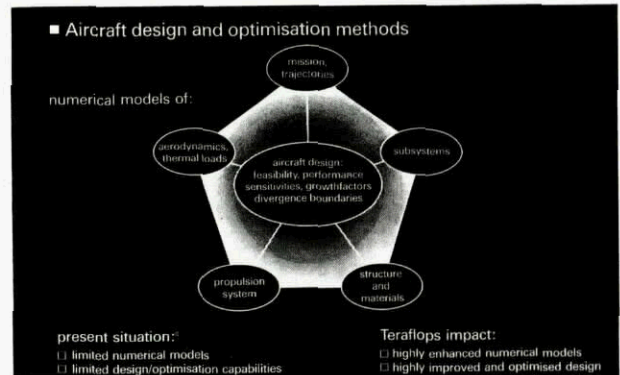 ■ Aircraft design and optimisation methods
mission,
trajectories
numerical models of:
aerodynamics,
thermal loads
subsystems
aircraft design:
feasibility, performance
sensitivities, growthfactors
divergence boundaries
propulsion
system
structure
and
materials
present situation:
□ limited numerical models
□ limited design/optimisation capabilities
Teraflops impact:
□ highly enhanced numerical models
□ highly improved and optimised design